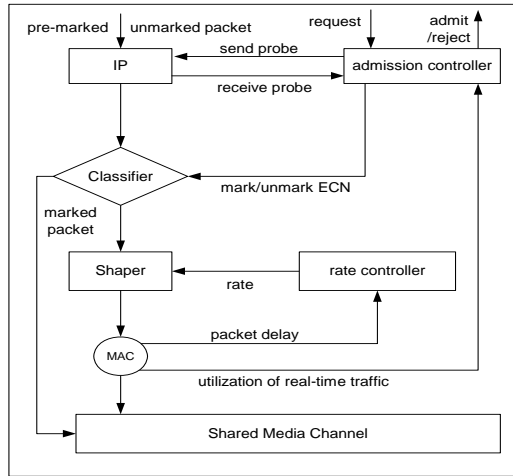 pre-marked
unmarked packet
request
admit
/reject
send probe
IP
admission controller
receive probe
Classifier
mark/unmark ECN
marked
packet
Shaper
rate controller
rate
packet delay
MAC
utilization of real-time traffic
Shared Media Channel